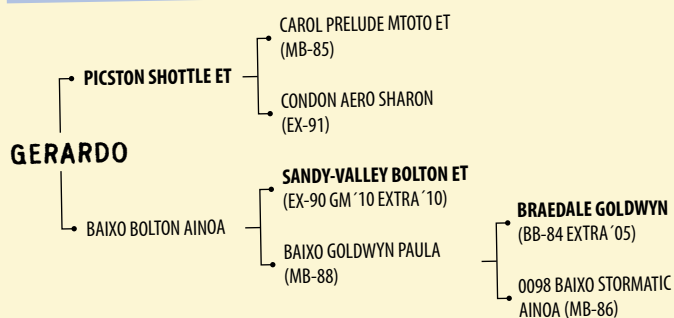 CAROL PRELUDE MTOTO ET
(MB-85)
PICSTON SHOTTLE ET
CONDON AERO SHARON
(EX-91)
GERARDO
SANDY-VALLEY BOLTON ET
(EX-90 GM ´10 EXTRA ´10)
BAIXO BOLTON AINOA
BAIXO GOLDWYN PAULA
(MB-88)
BRAEDALE GOLDWYN
(BB-84 EXTRA ´05)
0098 BAIXO STORMATIC
AINOA (MB-86)